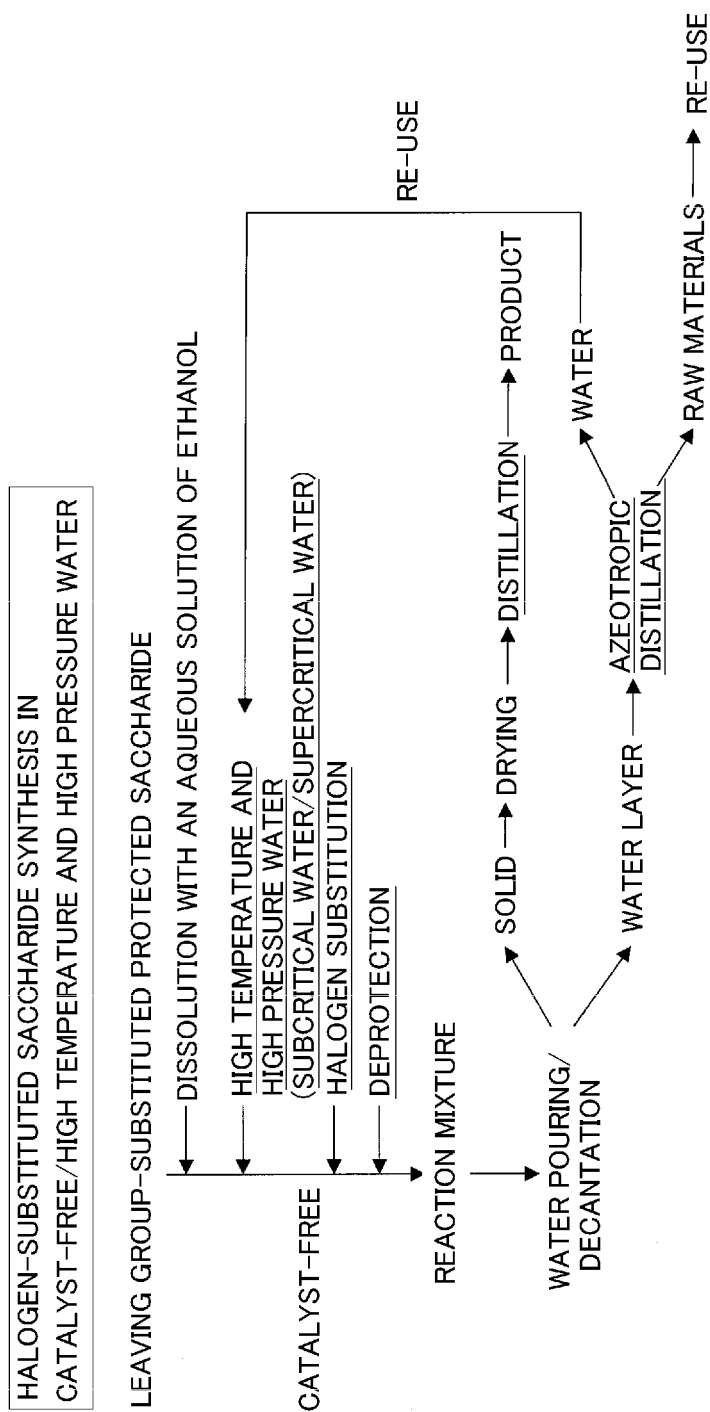 HALOGEN-SUBSTITUTED SACCHARIDE SYNTHESIS IN
CATALYST-FREE/HIGH TEMPERATURE AND HIGH PRESSURE WATER
LEAVING GROUP-SUBSTITUTED PROTECTED SACCHARIDE
DISSOLUTION WITH AN AQUEOUS SOLUTION OF ETHANOL
HIGH TEMPERATURE AND
HIGH PRESSURE WATER
(SUBCRITICAL WATER/SUPERCRITICAL WATER)
HALOGEN SUBSTITUTION
DEPROTECTION
CATALYST-FREE
RE-USE
REACTION MIXTURE
WATER POURING/
DECANTATION
SOLID
DRYING
DISTILLATION
PRODUCT
WATER LAYER
AZEOTROPIC
DISTILLATION
WATER
RAW MATERIALS
RE-USE